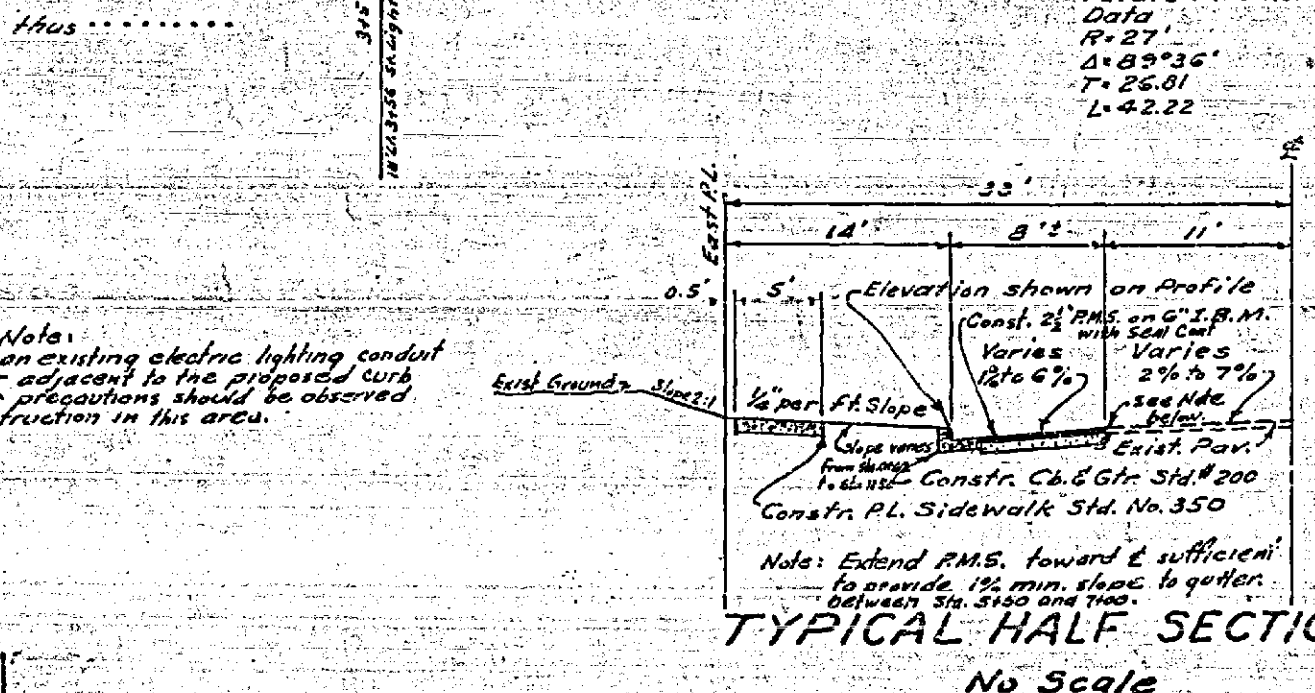 thus
Data
R=27'
Δ=89°36'
T=26.81
L=42.22
East P.L.
33'
14'
8'±
11'
0.5'
5'
Elevation shown on Profile
Const. 2½" P.M.S. on 6" I.B.M.
with Seal Coat
Varies
1% to 6%
Varies
2% to 7%
Note:
an existing electric lighting conduit
adjacent to the proposed curb
precautions should be observed
truction in this area.
Exist. Ground
Slope 2:1
¼" per ft. Slope
See Note
below.
Exist. Pav.
Slope varies
from
to
Constr. Cb. & Gtr. Std. #200
Constr. P.L. Sidewalk Std. No. 350
Note: Extend P.M.S. toward ℄ sufficient
to provide 1% min. slope to gutter
between Sta. 5+50 and 7+00.
TYPICAL HALF SECTIO
No Scale